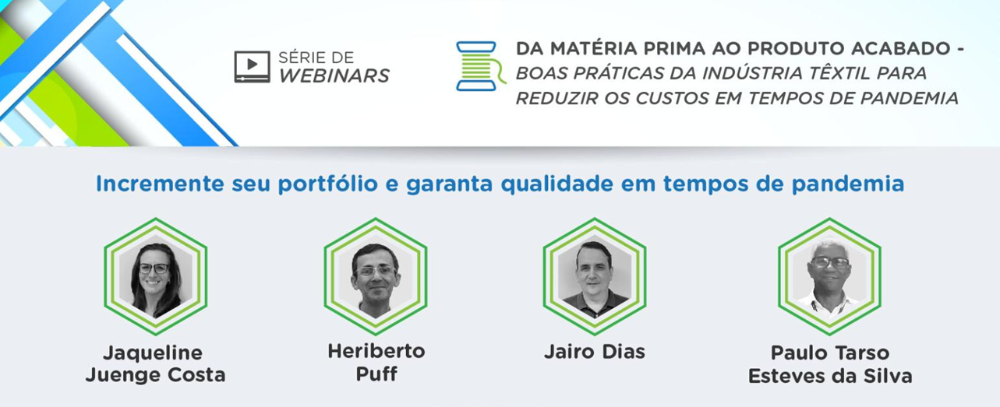 SÉRIE DE
WEBINARS
DA MATÉRIA PRIMA AO PRODUTO ACABADO -
BOAS PRÁTICAS DA INDÚSTRIA TÊXTIL PARA
REDUZIR OS CUSTOS EM TEMPOS DE PANDEMIA
Incremente seu portfólio e garanta qualidade em tempos de pandemia
Jaqueline
Juenge Costa
Heriberto
Puff
Jairo Dias
Paulo Tarso
Esteves da Silva